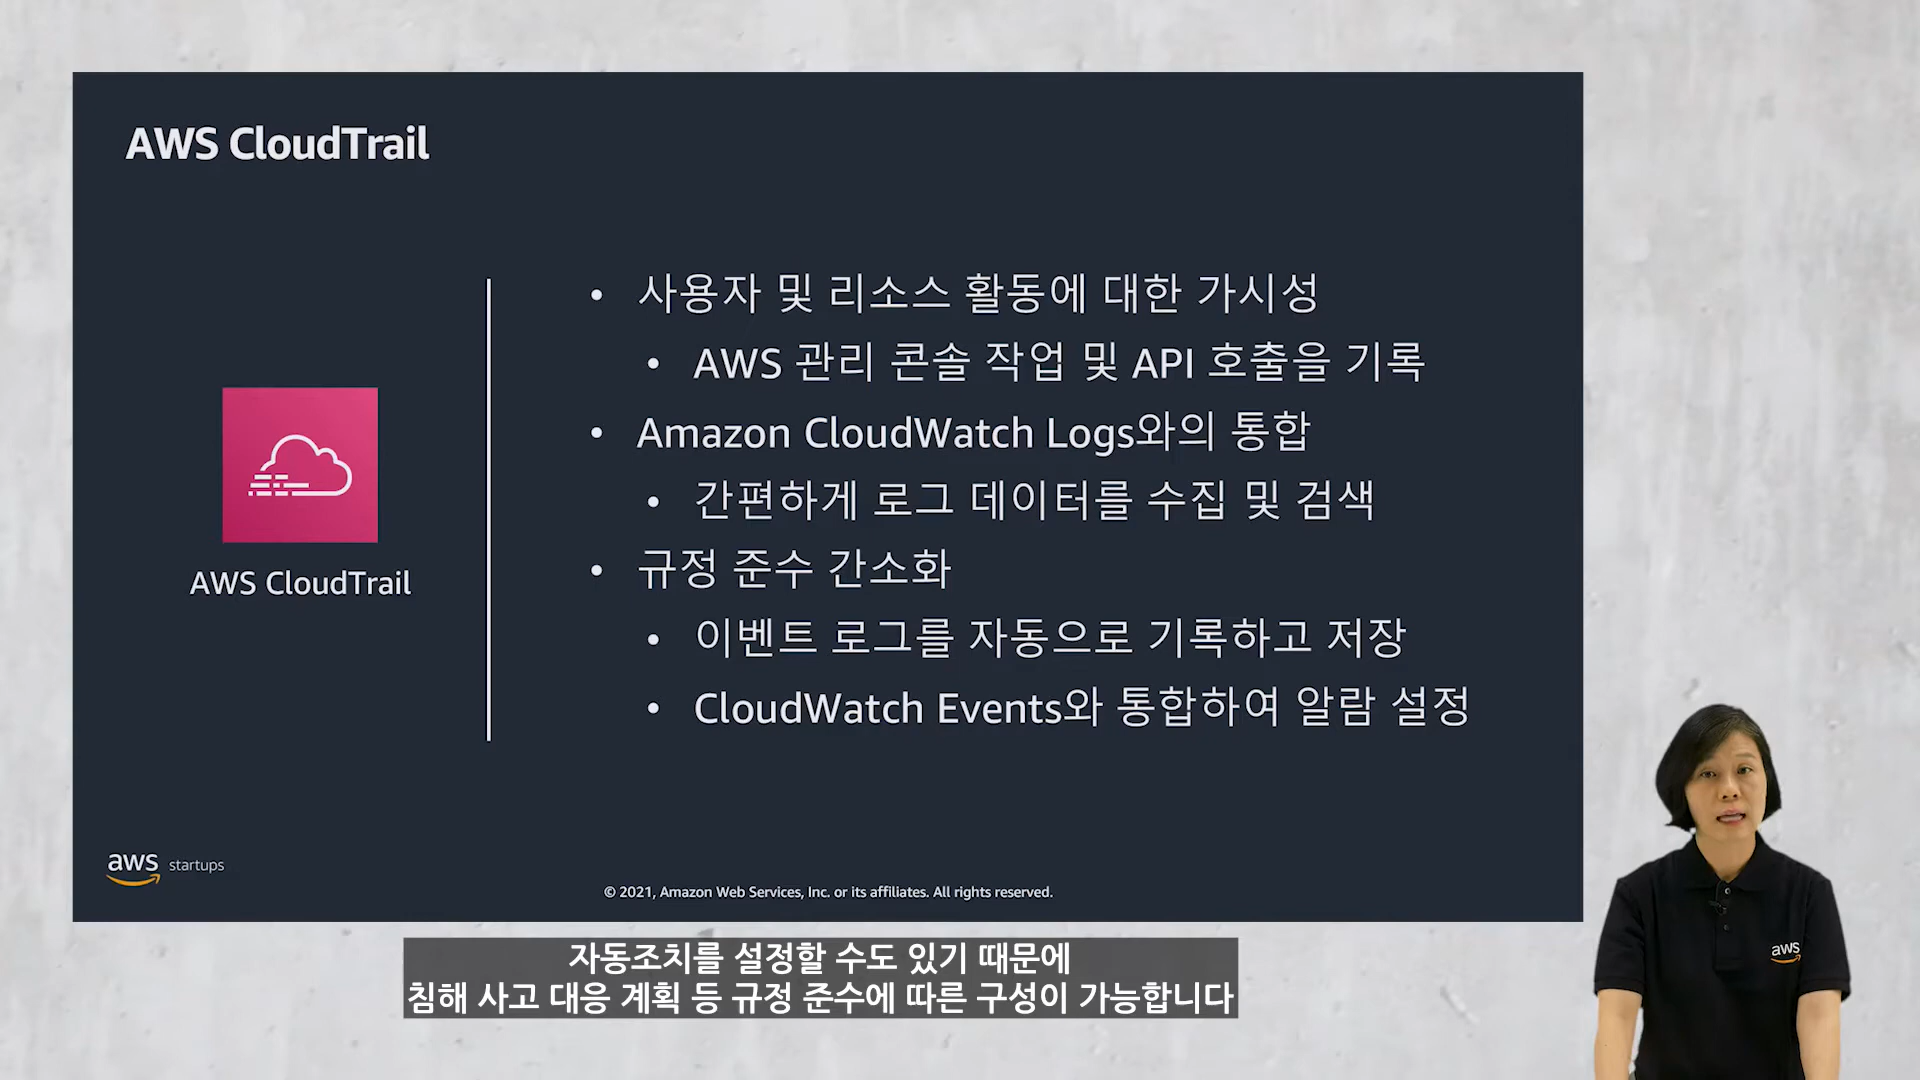 AWS CloudTrail
AWS CloudTrail
• 사용자 및 리소스 활동에 대한 가시성
• AWS 관리 콘솔 작업 및 API 호출을 기록
• Amazon CloudWatch Logs와의 통합
• 간편하게 로그 데이터를 수집 및 검색
• 규정 준수 간소화
• 이벤트 로그를 자동으로 기록하고 저장
• CloudWatch Events와 통합하여 알람 설정
aws startups
© 2021, Amazon Web Services, Inc. or its affiliates. All rights reserved.
aws
자동조치를 설정할 수도 있기 때문에
침해 사고 대응 계획 등 규정 준수에 따른 구성이 가능합니다